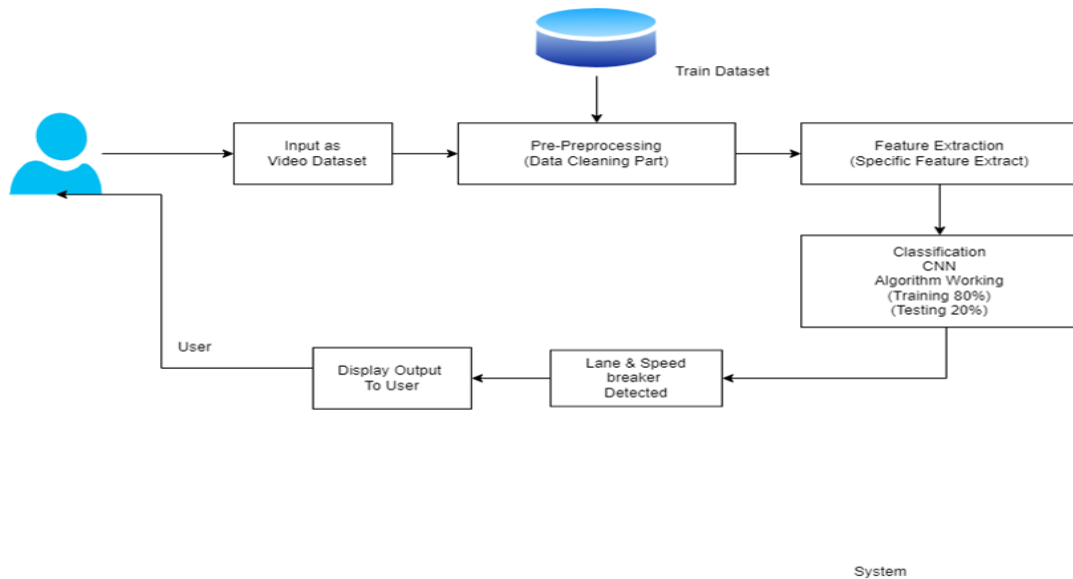 Train Dataset
Input as
Video Dataset
Pre-Preprocessing
(Data Cleaning Part)
Feature Extraction
(Specific Feature Extract)
Classification
CNN
Algorithm Working
(Training 80%)
(Testing 20%)
User
Display Output
To User
Lane & Speed
breaker
Detected
System